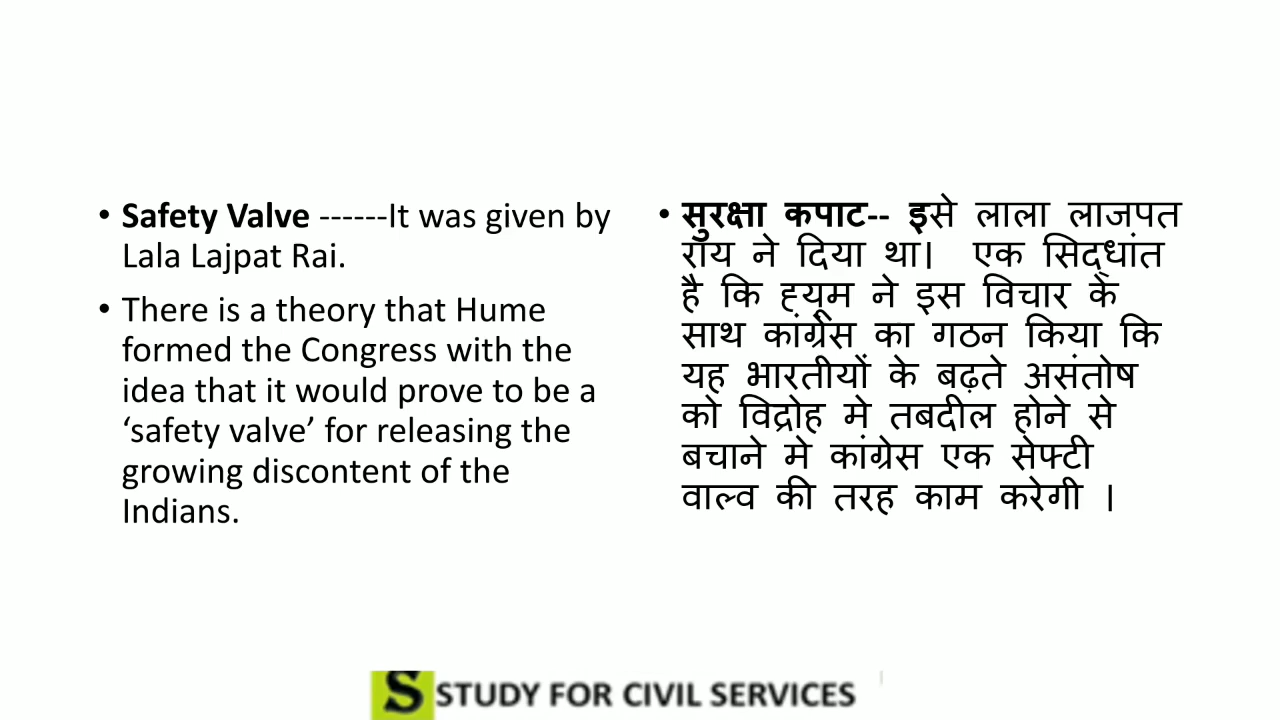 • Safety Valve ------It was given by
Lala Lajpat Rai.
• There is a theory that Hume
formed the Congress with the
idea that it would prove to be a
‘safety valve’ for releasing the
growing discontent of the
Indians.
• सुरक्षा कपाट-- इसे लाला लाजपत
राय ने दिया था। एक सिद्धांत
है कि ह्यूम ने इस विचार के
साथ कांग्रेस का गठन किया कि
यह भारतीयों के बढ़ते असंतोष
को विद्रोह मे तबदील होने से
बचाने मे कांग्रेस एक सेफ्टी
वाल्व की तरह काम करेगी ।
S STUDY FOR CIVIL SERVICES